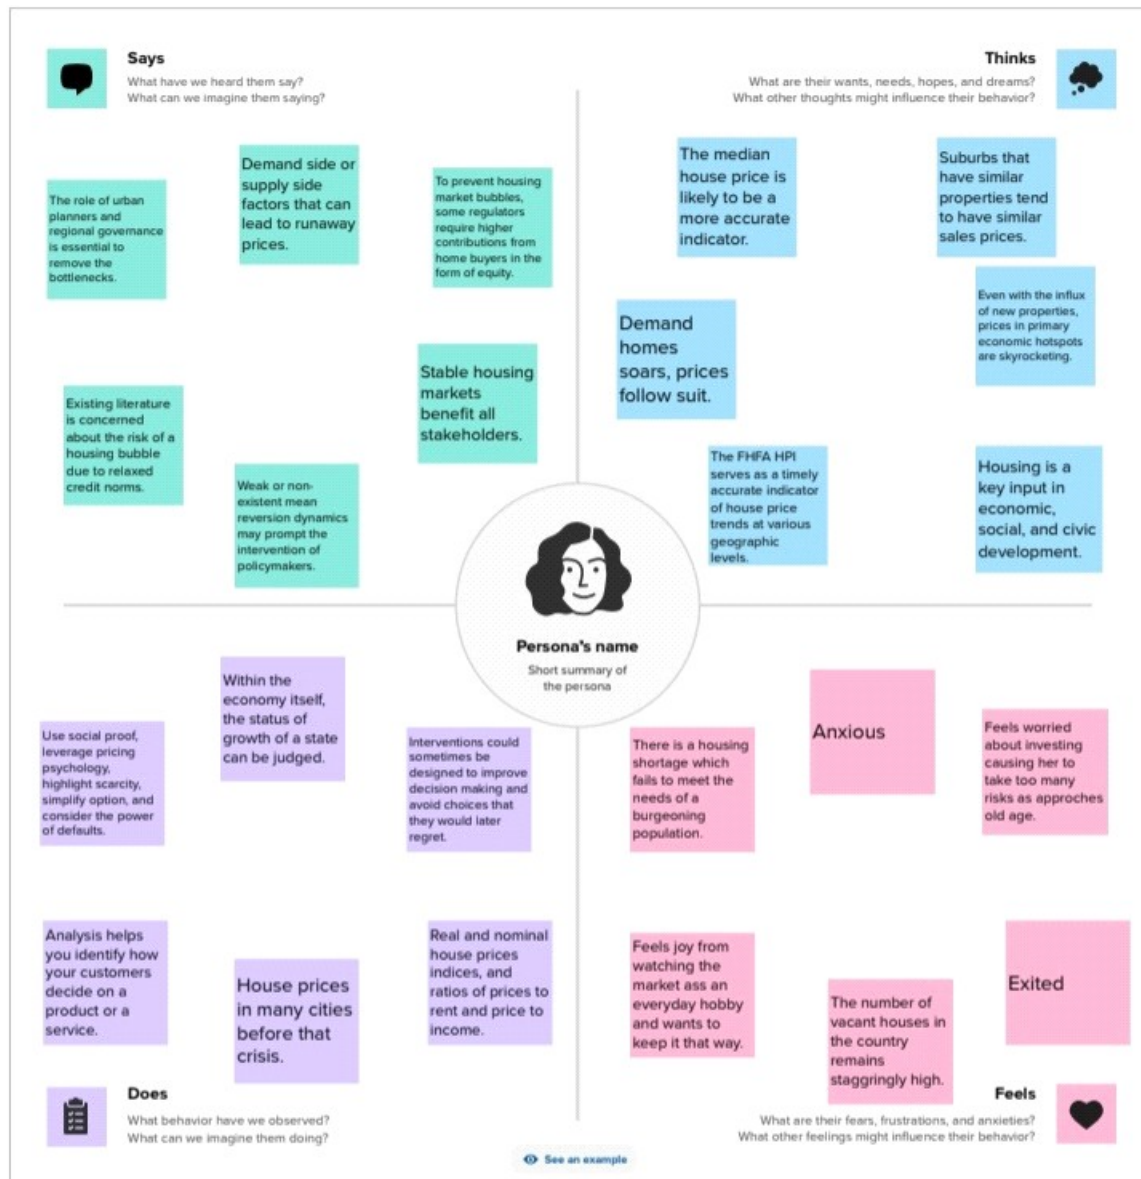 Says
What have we heard them say?
What can we imagine them saying?
Thinks
What are their wants, needs, hopes, and dreams?
What other thoughts might influence their behavior?
The role of urban
planners and
regional governance
is essential to
remove the
bottlenecks.
Demand side or
supply side
factors that can
lead to runaway
prices.
To prevent housing
market bubbles,
some regulators
require higher
contributions from
home buyers in the
form of equity.
Existing literature
is concerned
about the risk of a
housing bubble
due to relaxed
credit norms.
Weak or non-
existent mean
reversion dynamics
may prompt the
intervention of
policymakers.
Stable housing
markets
benefit all
stakeholders.
The median
house price is
likely to be a
more accurate
indicator.
Suburbs that
have similar
properties tend
to have similar
sales prices.
Even with the influx
of new properties,
prices in primary
economic hotspots
are skyrocketing.
Demand
homes
soars, prices
follow suit.
The FHFA HPI
serves as a timely
accurate indicator
of house price
trends at various
geographic
levels.
Housing is a
key input in
economic,
social, and civic
development.
Persona's name
Short summary of
the persona
Use social proof,
leverage pricing
psychology,
highlight scarcity,
simplify option, and
consider the power
of defaults.
Within the
economy itself,
the status of
growth of a state
can be judged.
Interventions could
sometimes be
designed to improve
decision making and
avoid choices that
they would later
regret.
Analysis helps
you identify how
your customers
decide on a
product or a
service.
House prices
in many cities
before that
crisis.
Real and nominal
house prices
indices, and
ratios of prices to
rent and price to
income.
There is a housing
shortage which
fails to meet the
needs of a
burgeoning
population.
Anxious
Feels worried
about investing
causing her to
take too many
risks as approches
old age.
Feels joy from
watching the
market ass an
everyday hobby
and wants to
keep it that way.
The number of
vacant houses in
the country
remains
staggringly high.
Exited
Does
What behavior have we observed?
What can we imagine them doing?
Feels
What are their fears, frustrations, and anxieties?
What other feelings might influence their behavior?
See an example